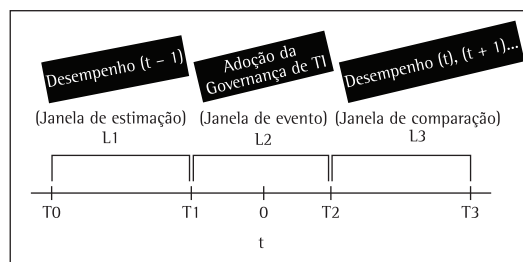 Desempenho (t – 1)
Adoção da
Governança de TI
Desempenho (t), (t + 1)...
(Janela de estimação)
L1
(Janela de evento)
L2
(Janela de comparação)
L3
T0
T1
0
T2
T3
t